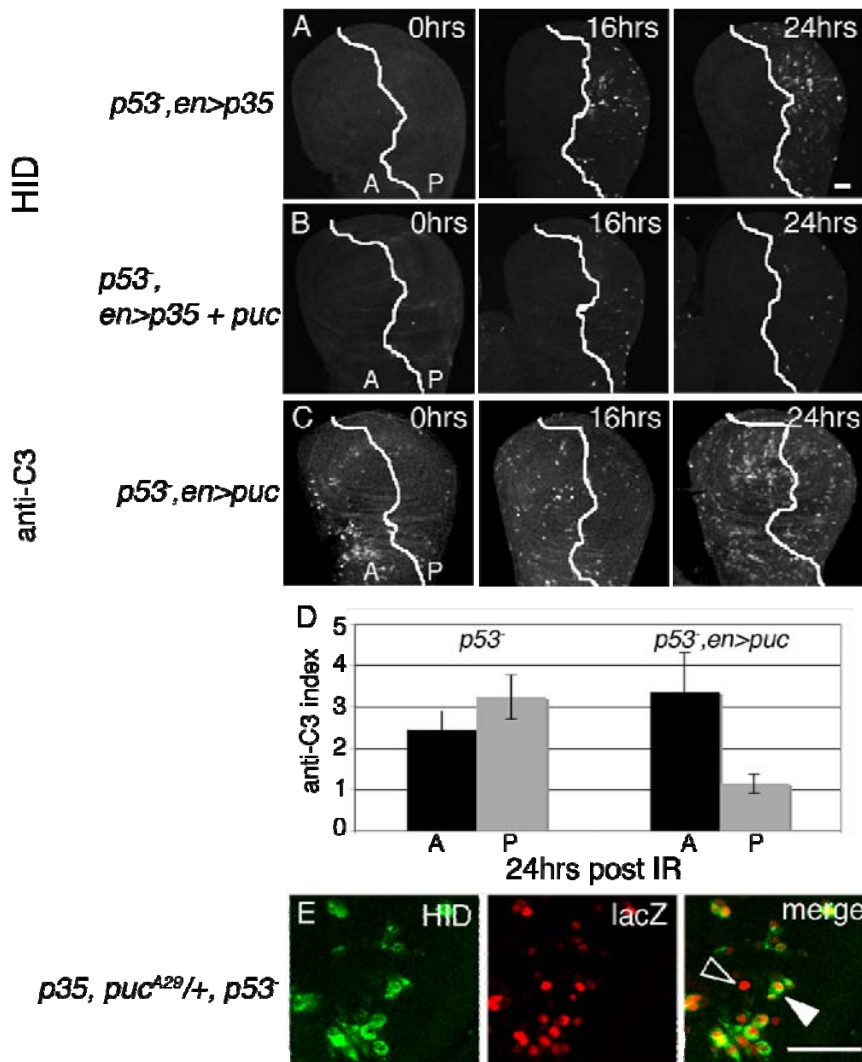 HID
A 0hrs 16hrs 24hrs
p53-, en>p35
A P
B 0hrs 16hrs 24hrs
p53-,
en>p35 + puc
A P
anti-C3
C 0hrs 16hrs 24hrs
p53-, en>puc
A P
D
p53- p53-, en>puc
anti-C3 index
5
4
3
2
1
0
A P A P
24hrs post IR
E HID lacZ merge
p35, pucA29/+, p53-